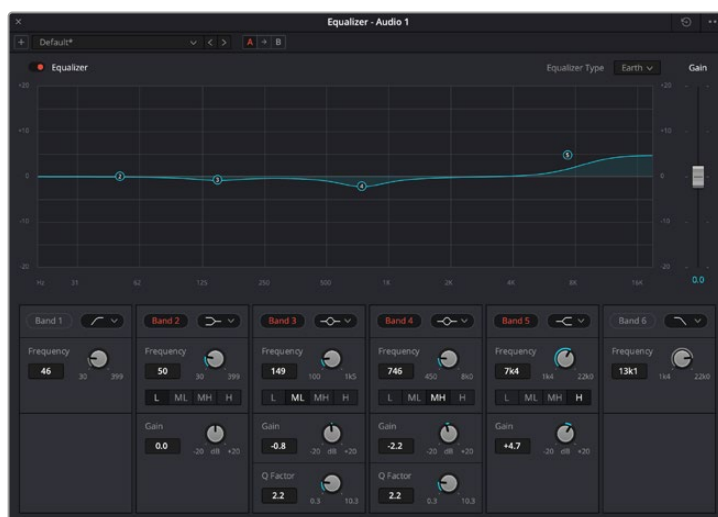 Equalizer - Audio 1
Default*
A B
Equalizer
Equalizer Type Earth Gain
+20 +20
+10 +10
0 0
-10 -10
-20 -20
2 3 4 5
Hz 31 62 125 250 500 1K 2K 4K 8K 16K
0.0
Band 1 Band 2 Band 3 Band 4 Band 5 Band 6
Frequency Frequency Frequency Frequency Frequency Frequency
46 30 399 50 30 399 149 100 1k5 746 450 8k0 7k4 1k4 22k0 13k1 1k4 22k0
L ML MH H L ML MH H L ML MH H L ML MH H
Gain Gain Gain Gain
0.0 -20 dB +20 -0.8 -20 dB +20 -2.2 -20 dB +20 +4.7 -20 dB +20
Q Factor Q Factor
2.2 0.3 10.3 2.2 0.3 10.3